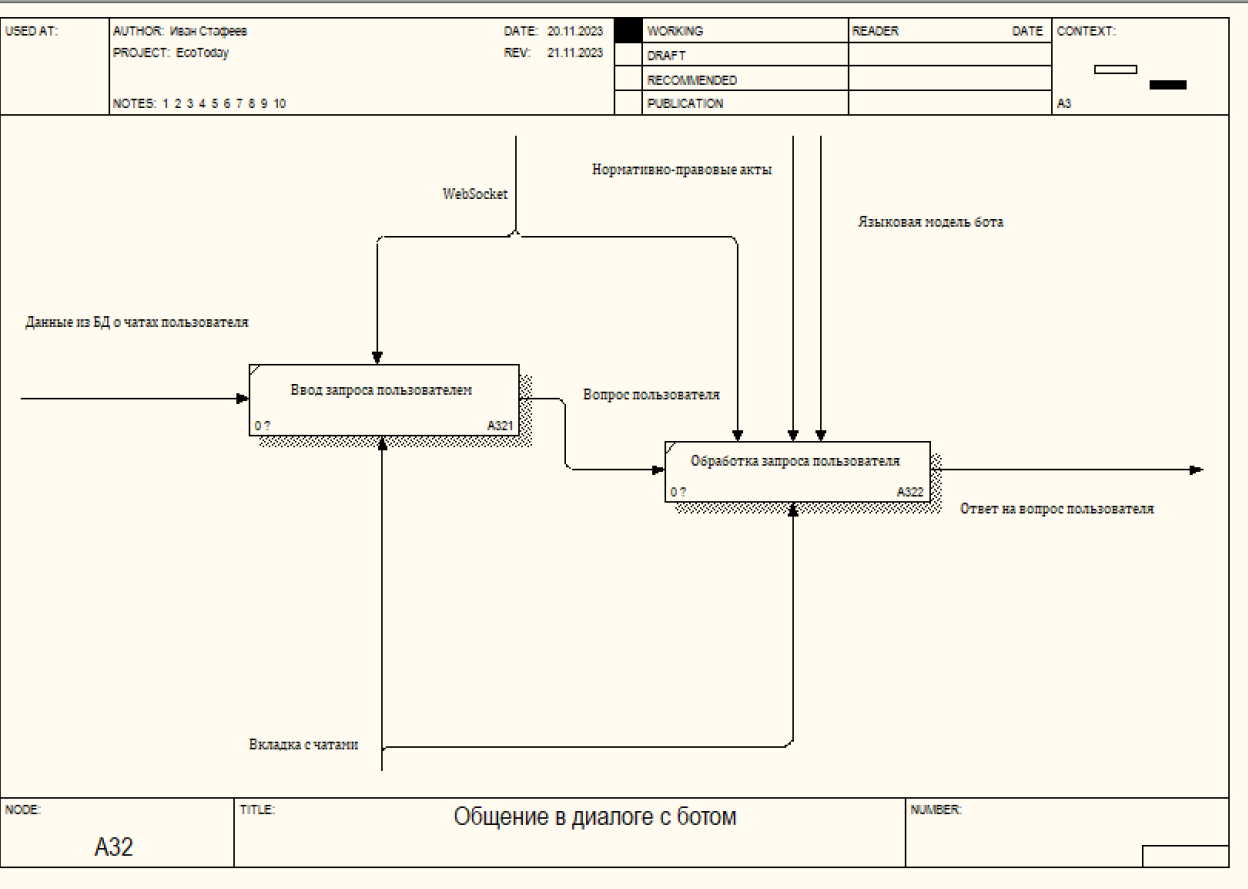 USED AT:
AUTHOR: Иван Стафеев
DATE: 20.11.2023
WORKING
READER
DATE
CONTEXT:
PROJECT: EcoToday
REV: 21.11.2023
DRAFT
RECOMMENDED
NOTES: 1 2 3 4 5 6 7 8 9 10
PUBLICATION
A3
Нормативно-правовые акты
WebSocket
Языковая модель бота
Данные из БД о чатах пользователя
Ввод запроса пользователем
0 ?
A321
Вопрос пользователя
Обработка запроса пользователя
0 ?
A322
Ответ на вопрос пользователя
Вкладка с чатами
NODE:
A32
TITLE:
Общение в диалоге с ботом
NUMBER: